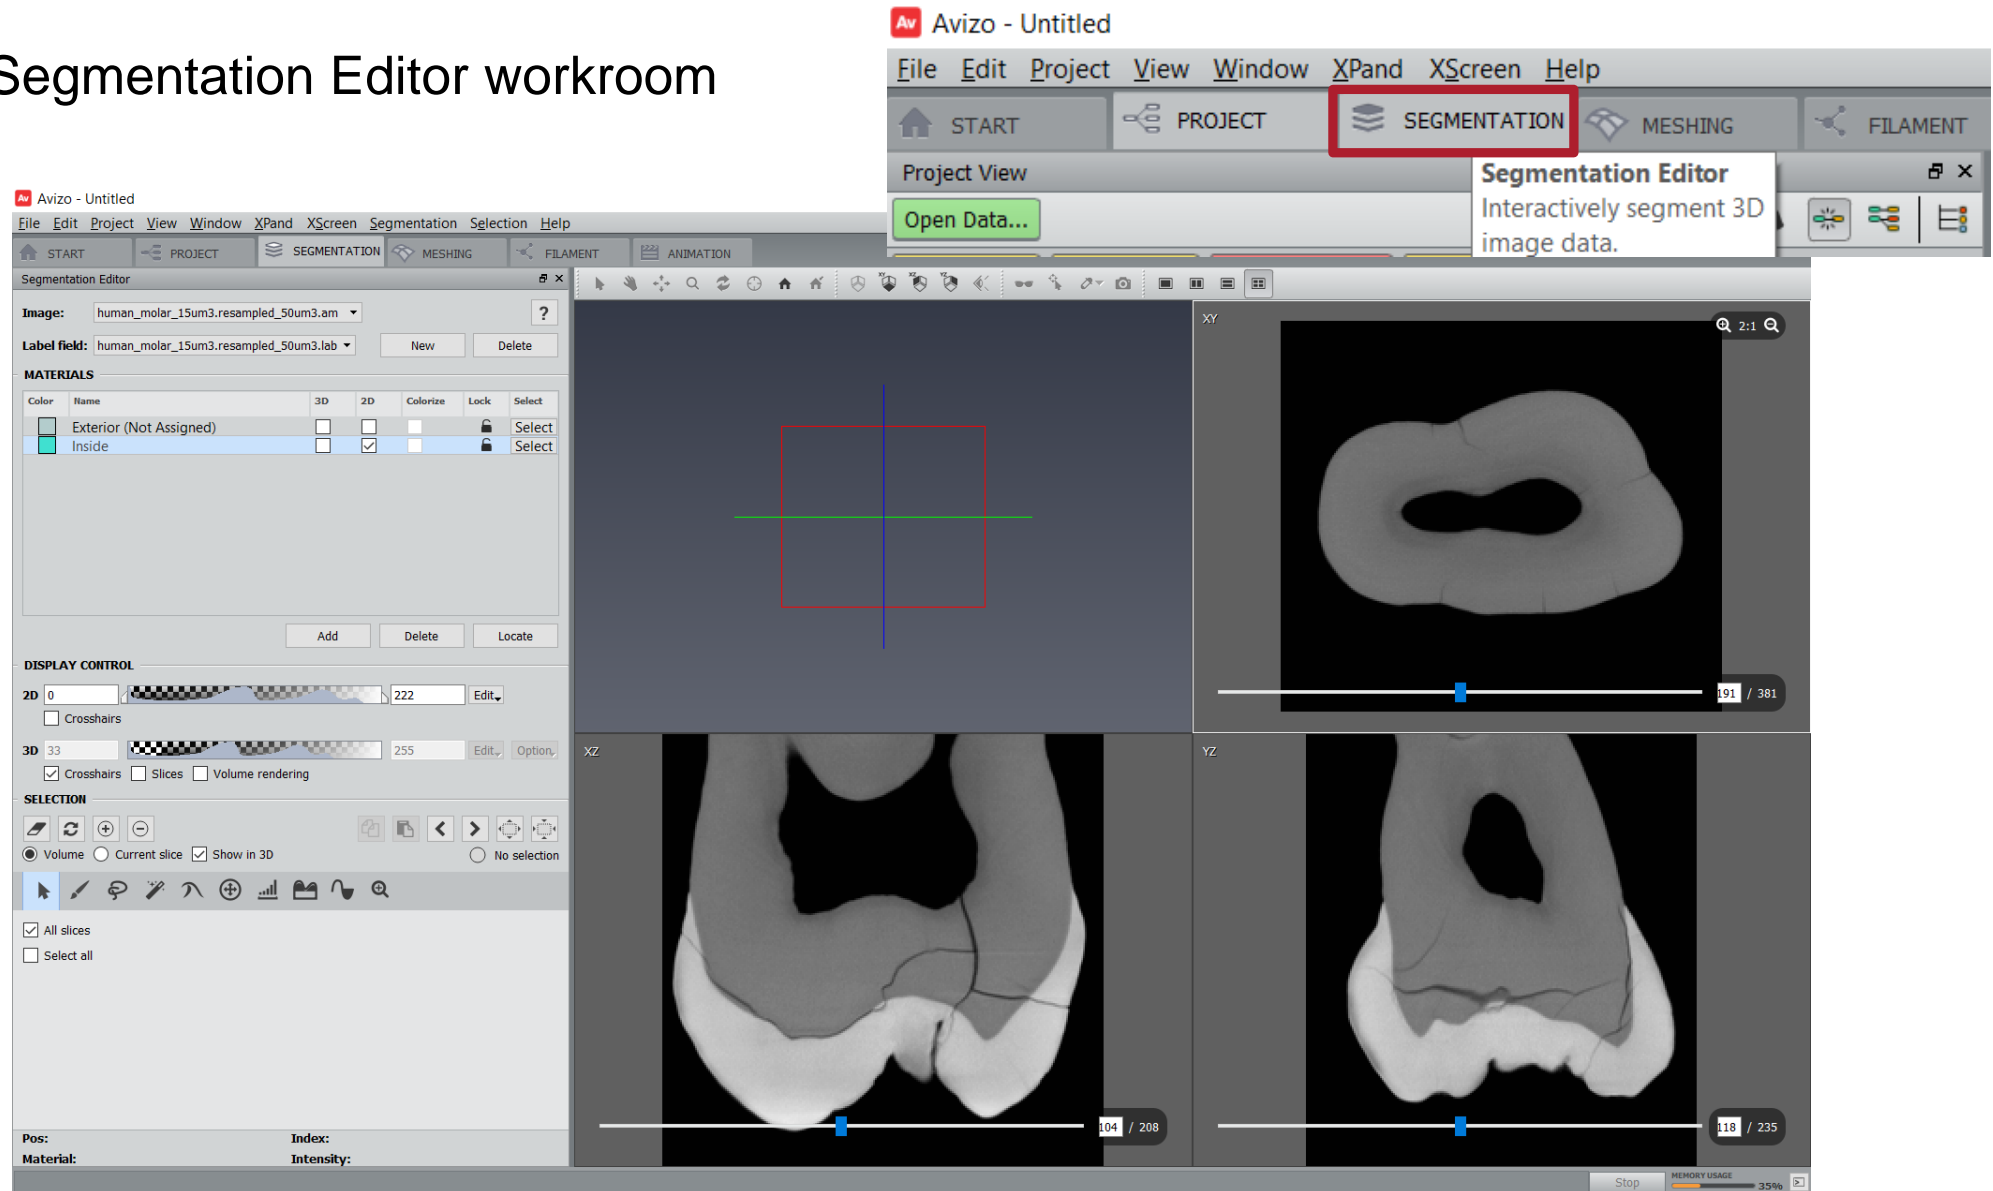 Segmentation Editor workroom
Av Avizo - Untitled
File Edit Project View Window XPand XScreen Help
START PROJECT SEGMENTATION MESHING FILAMENT
Project View
Open Data...
Segmentation Editor
Interactively segment 3D
image data.
Av Avizo - Untitled
File Edit Project View Window XPand XScreen Segmentation Selection Help
START PROJECT SEGMENTATION MESHING FILAMENT ANIMATION
Segmentation Editor
Image: human_molar_15um3.resampled_50um3.am ?
Label field: human_molar_15um3.resampled_50um3.lab New Delete
MATERIALS
Color Name 3D 2D Colorize Lock Select
Exterior (Not Assigned) Select
Inside Select
Add Delete Locate
DISPLAY CONTROL
2D 0 222 Edit
Crosshairs
3D 33 255 Edit Option
Crosshairs Slices Volume rendering
SELECTION
Volume Current slice Show in 3D No selection
All slices
Select all
Pos: Index:
Material: Intensity:
XY
2:1
191 / 381
XZ
104 / 208
YZ
118 / 235
Stop MEMORY USAGE 35%